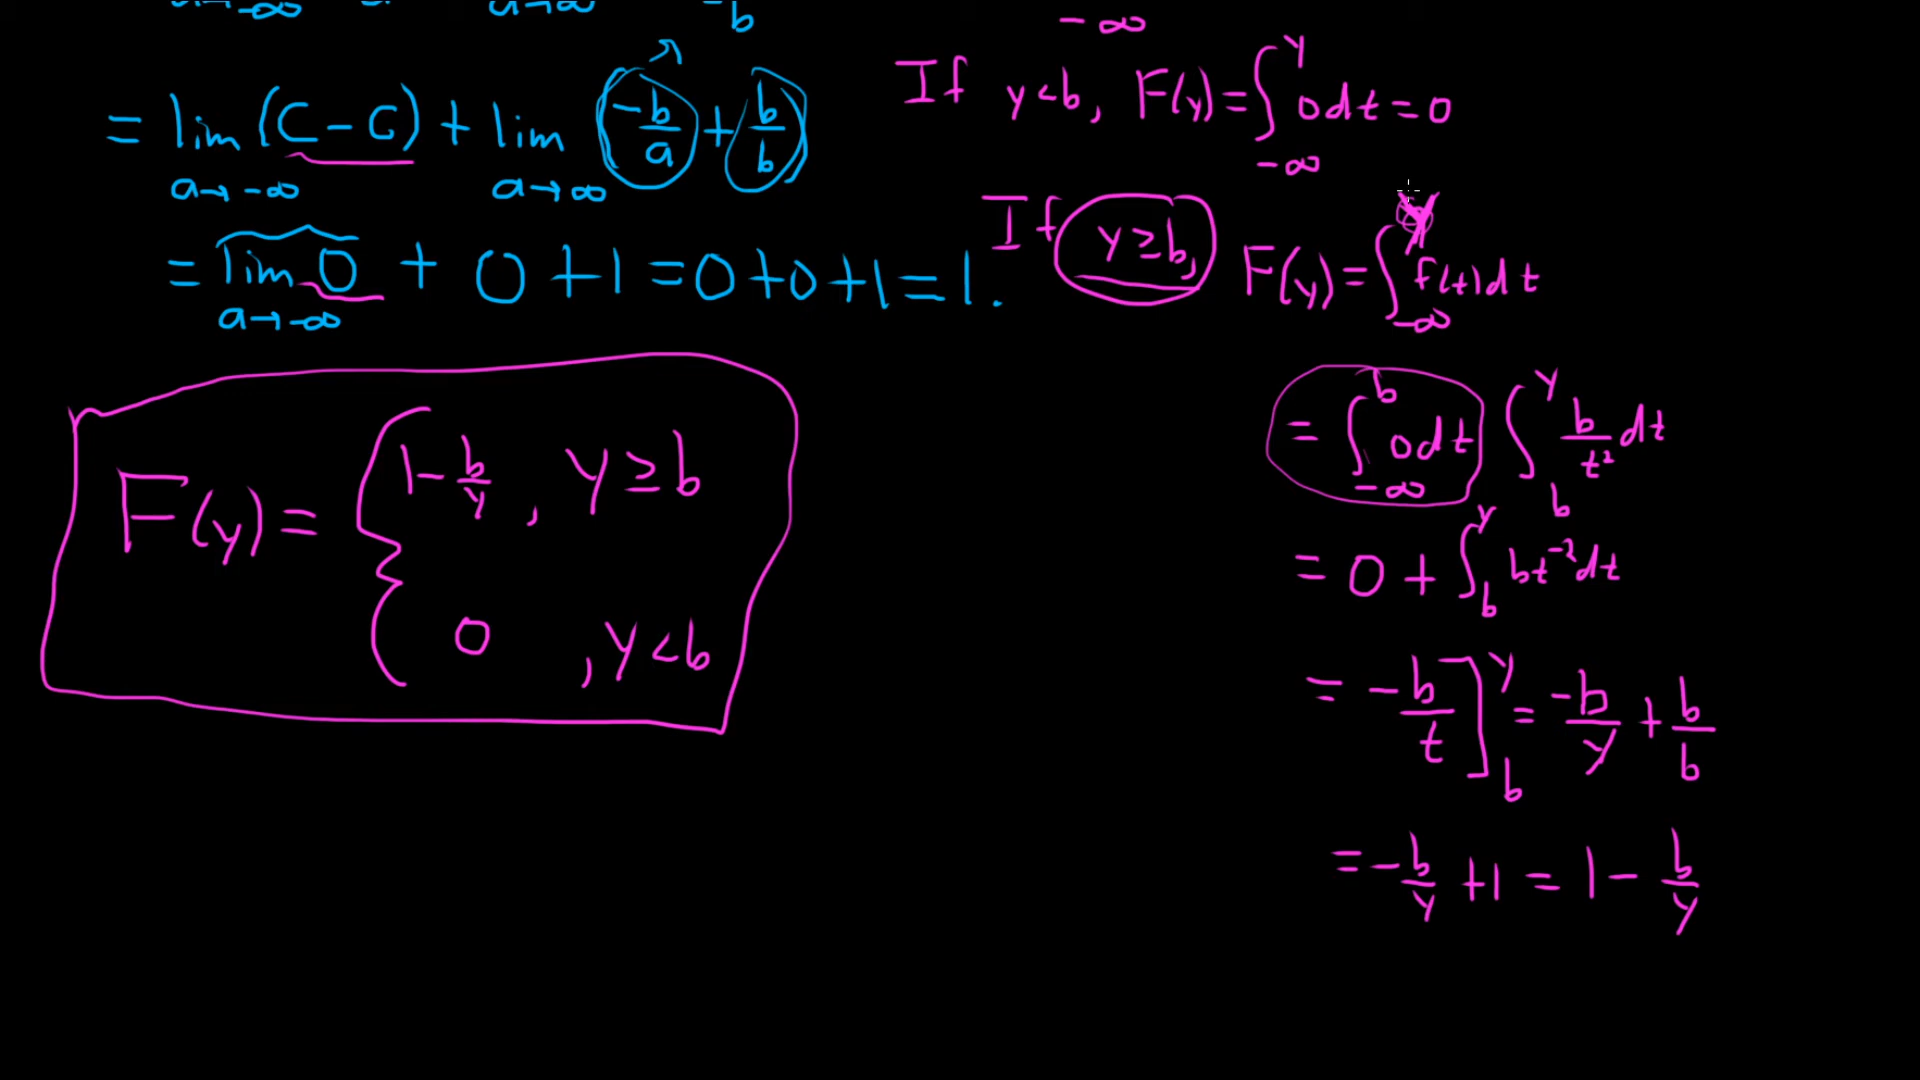 a→-∞ a→∞ -b
= lim (C - C) + lim (-b/a + b/b)
a→-∞ a→∞
= lim 0 + 0 + 1 = 0 + 0 + 1 = 1.
a→-∞
F(y) = { 1 - b/y , y ≥ b
0 , y < b
-∞
If y < b, F(y) = ∫_{-∞}^{y} 0 dt = 0
If y ≥ b, F(y) = ∫_{-∞}^{y} f(t) dt
= ∫_{-∞}^{b} 0 dt ∫_{b}^{y} b/t² dt
= 0 + ∫_{b}^{y} bt⁻² dt
= -b/t ]_{b}^{y} = -b/y + b/b
= -b/y + 1 = 1 - b/y